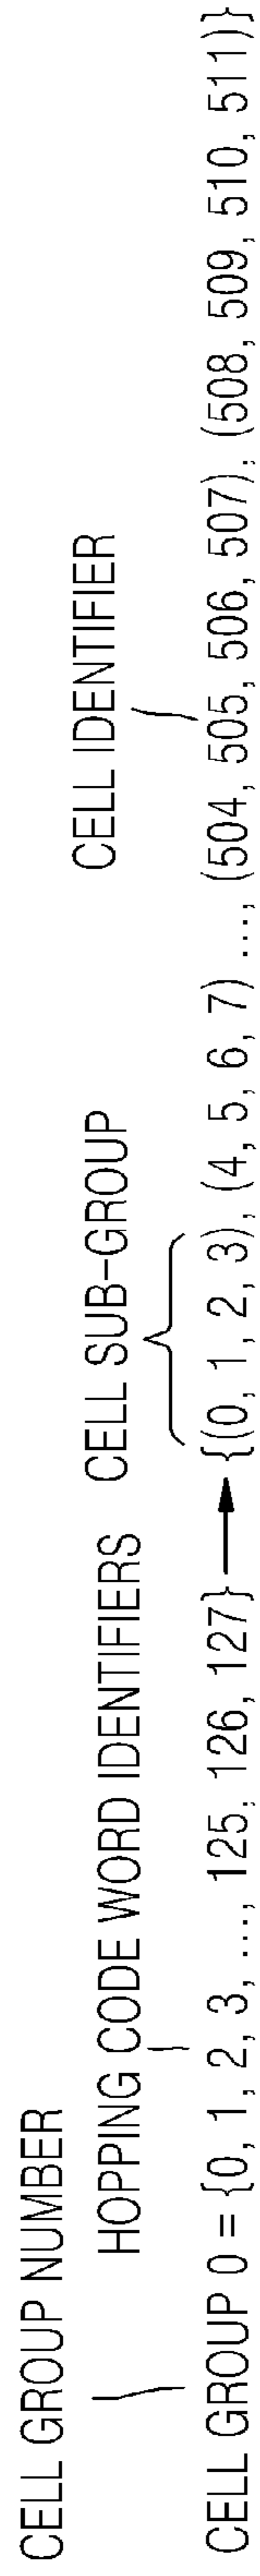 CELL GROUP NUMBER
HOPPING CODE WORD IDENTIFIERS
CELL SUB-GROUP
CELL IDENTIFIER
CELL GROUP 0 = {0, 1, 2, 3, ..., 125, 126, 127} → {(0, 1, 2, 3), (4, 5, 6, 7) ..., (504, 505, 506, 507), (508, 509, 510, 511)}